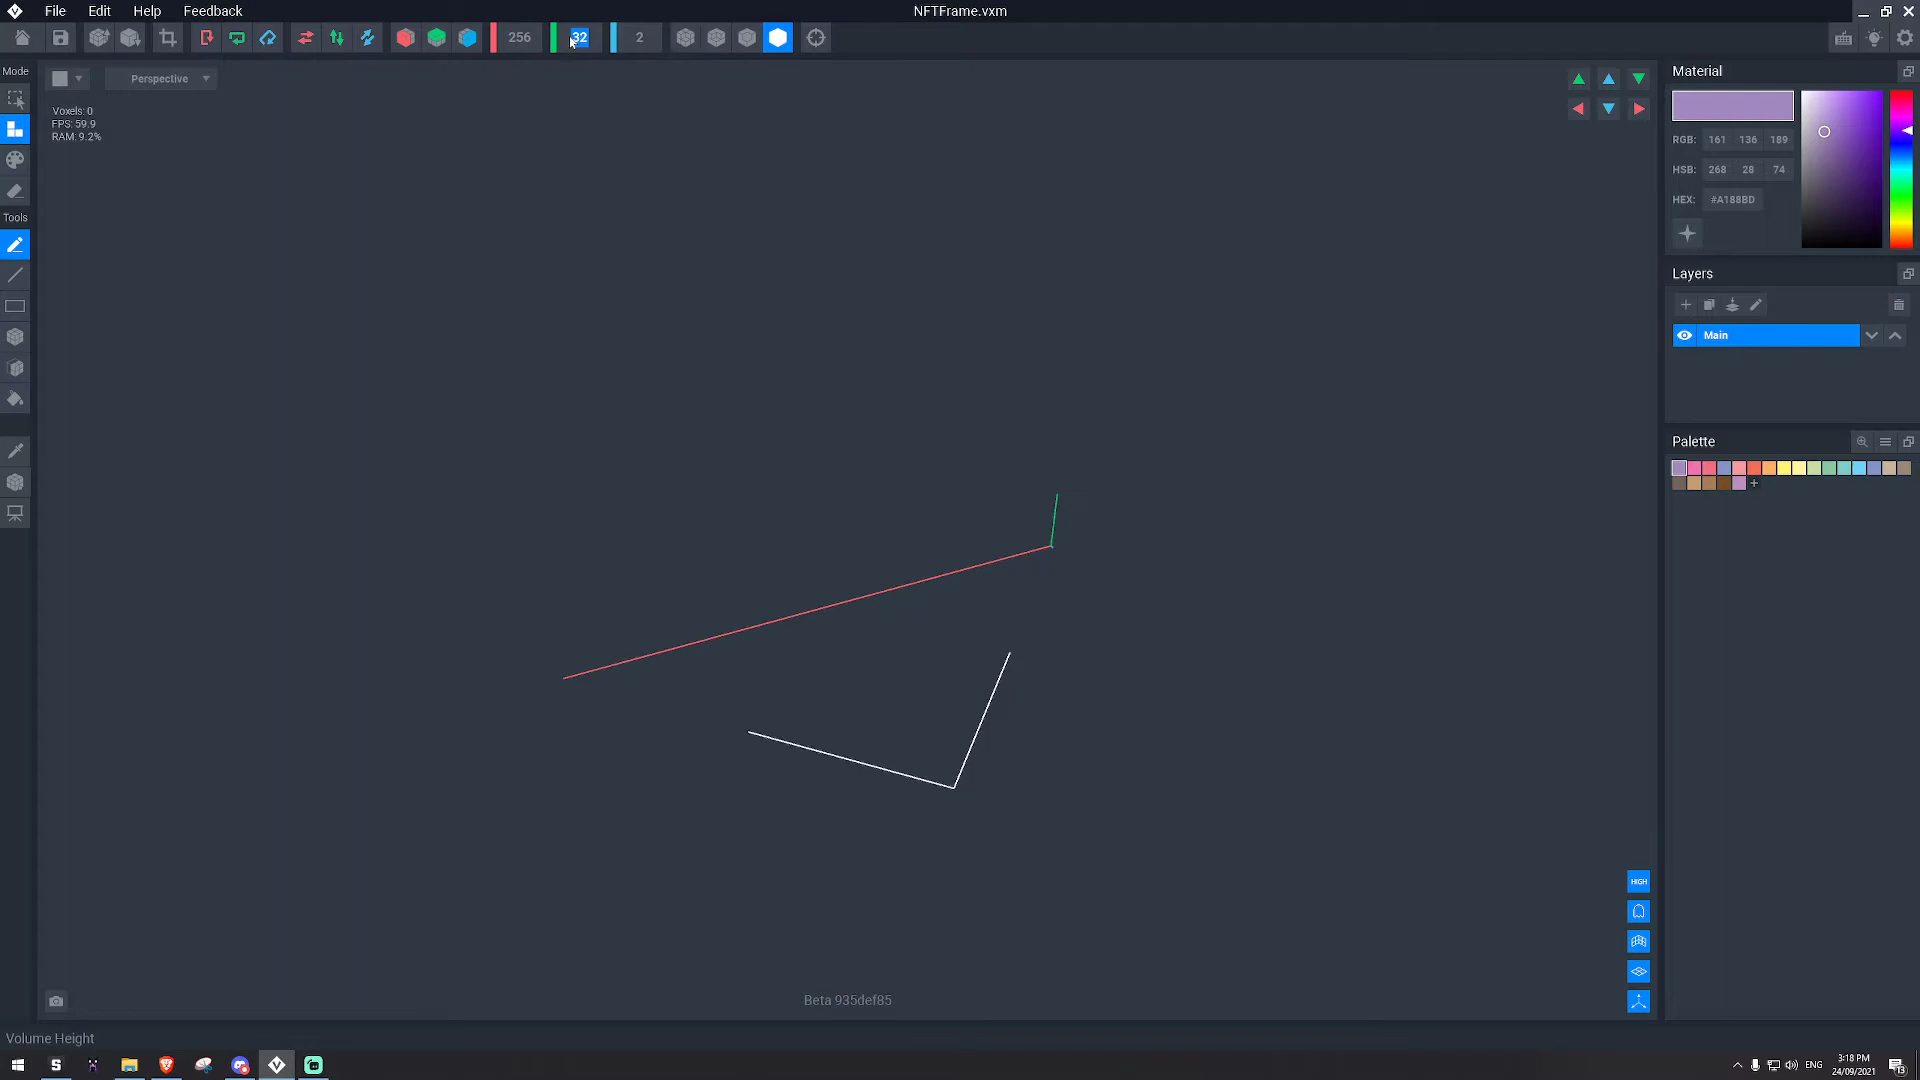 File Edit Help Feedback NFTFrame.vxm
256 32 2
Mode
Perspective
Voxels: 0
FPS: 59.9
RAM: 9.2%
Tools
Material
RGB: 161 136 189
HSB: 268 28 74
HEX: #A188BD
Layers
Main
Palette
HIGH
Beta 935def85
Volume Height
ENG
3:18 PM
24/09/2021
13